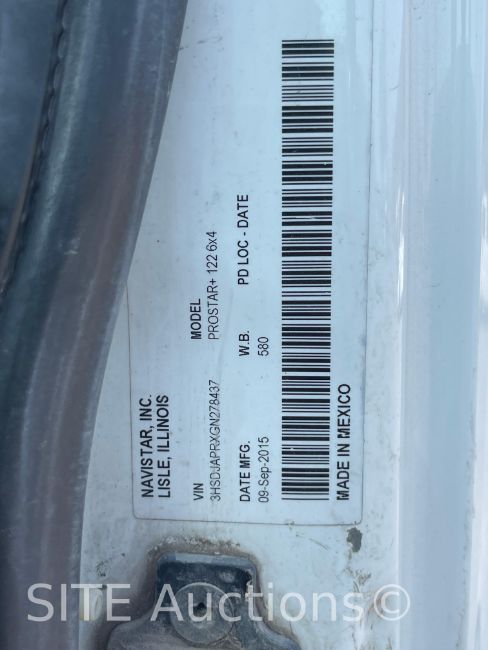 NAVISTAR, INC.
LISLE, ILLINOIS
VIN MODEL
3HSDJAPRXGN278437 PROSTAR+ 122 6x4
DATE MFG. W.B. PD LOC - DATE
09-Sep-2015 580
MADE IN MEXICO
SITE Auctions©